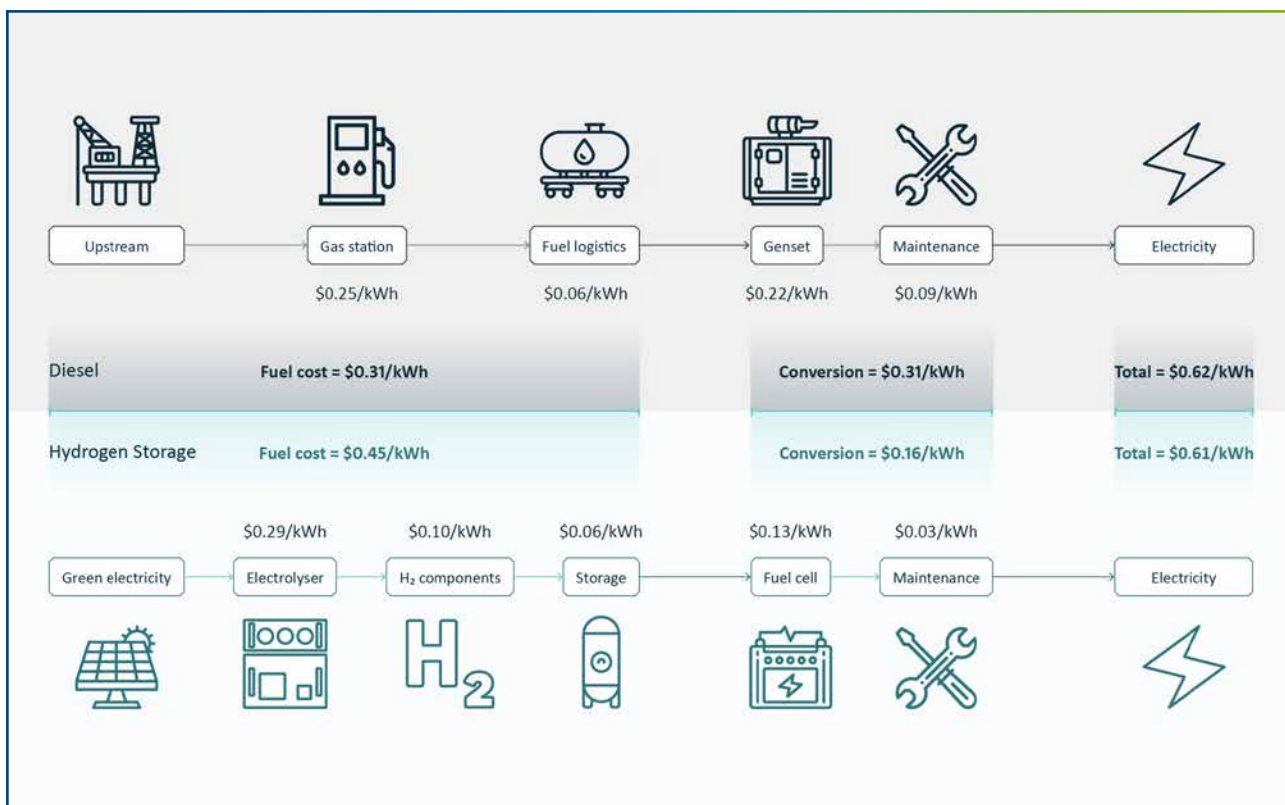 Upstream
Gas station
Fuel logistics
Genset
Maintenance
Electricity
$0.25/kWh
$0.06/kWh
$0.22/kWh
$0.09/kWh
Diesel
Fuel cost = $0.31/kWh
Conversion = $0.31/kWh
Total = $0.62/kWh
Hydrogen Storage
Fuel cost = $0.45/kWh
Conversion = $0.16/kWh
Total = $0.61/kWh
$0.29/kWh
$0.10/kWh
$0.06/kWh
$0.13/kWh
$0.03/kWh
Green electricity
Electrolyser
H₂ components
Storage
Fuel cell
Maintenance
Electricity
H2